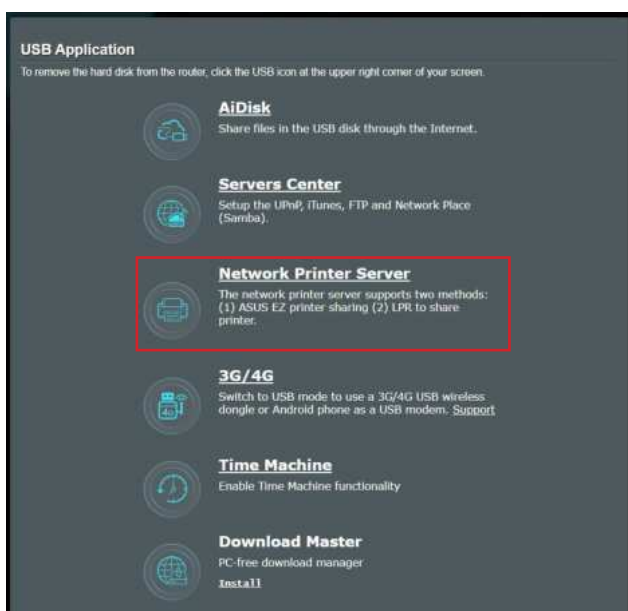 USB Application
To remove the hard disk from the router, click the USB icon at the upper right corner of your screen.
AiDisk
Share files in the USB disk through the Internet.
Servers Center
Setup the UPnP, iTunes, FTP and Network Place
(Samba).
Network Printer Server
The network printer server supports two methods:
(1) ASUS EZ printer sharing (2) LPR to share
printer.
3G/4G
Switch to USB mode to use a 3G/4G USB wireless
dongle or Android phone as a USB modem. Support
4G
Time Machine
Enable Time Machine functionality
Download Master
PC-free download manager
Install